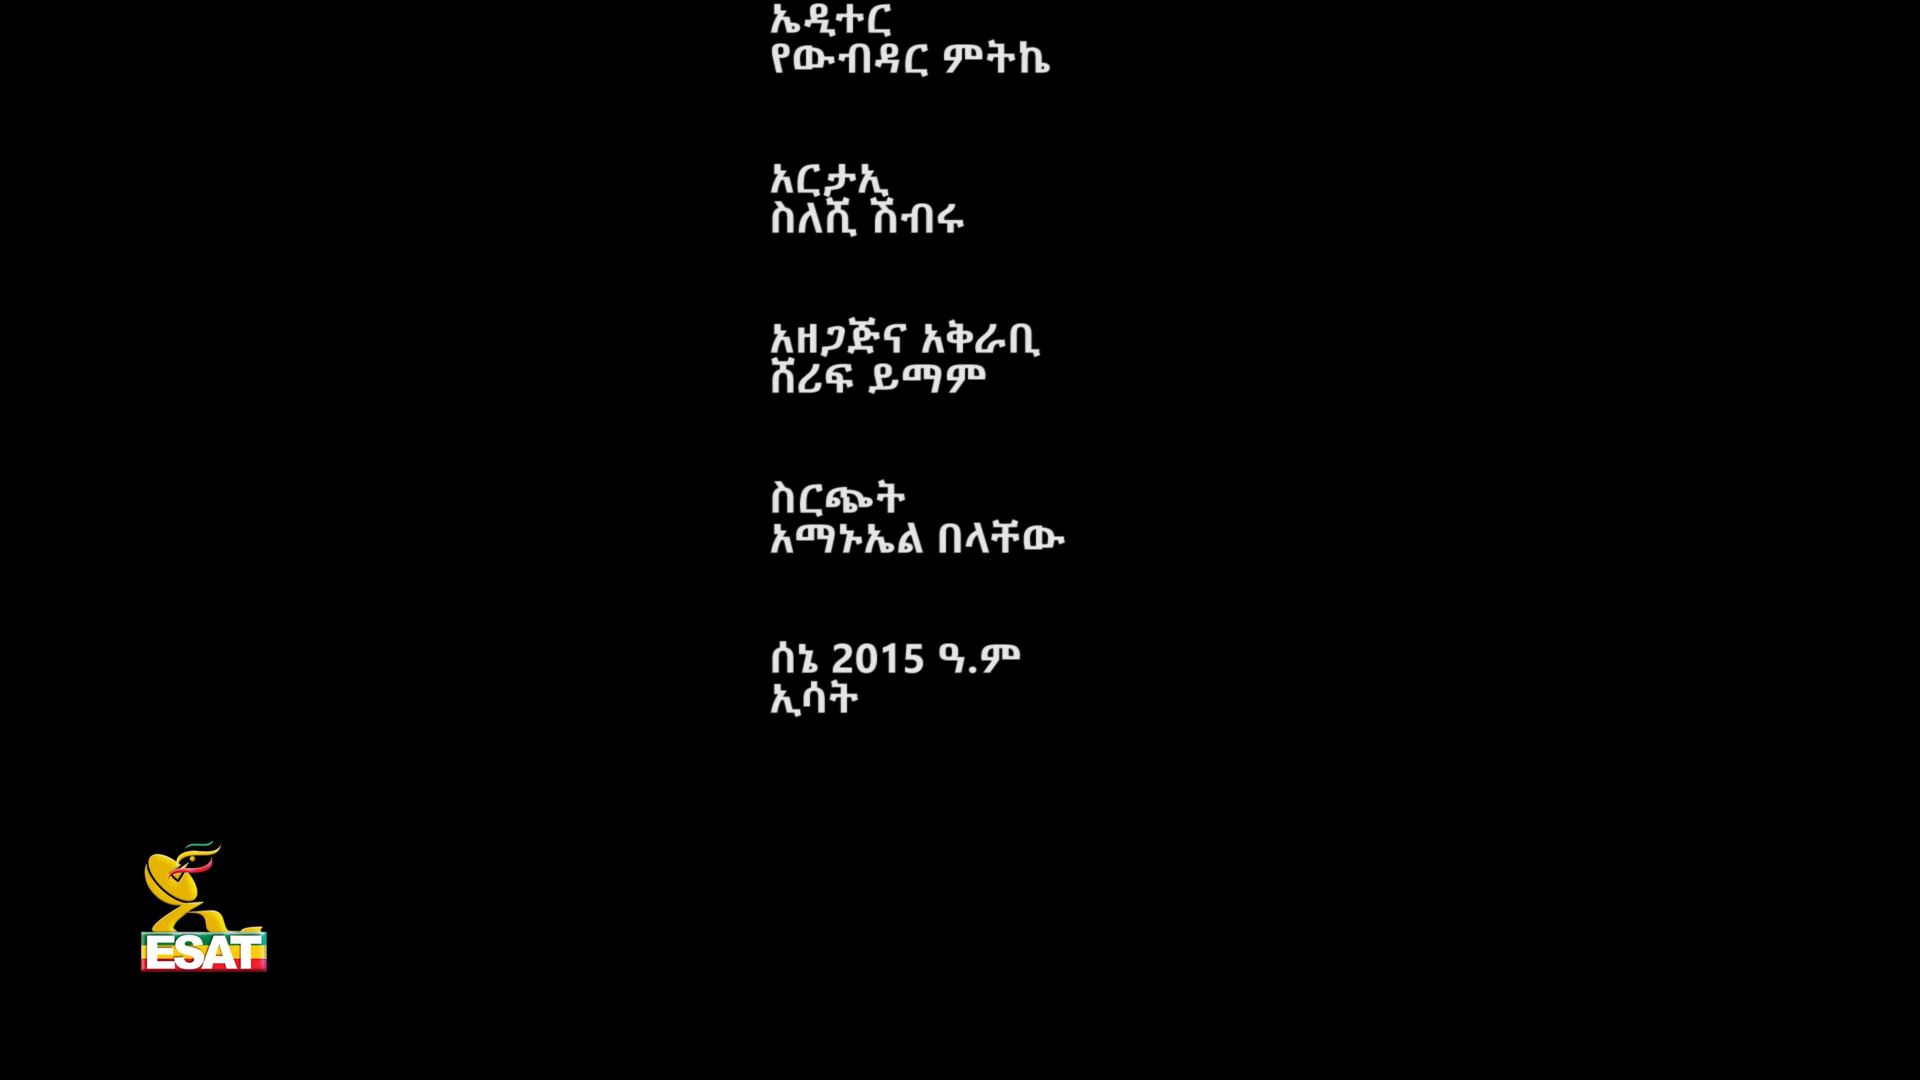 ኤዲተር
የውብዳር ምትኬ
አርታኢ
ስለሺ ሽብሩ
አዘጋጅና አቅራቢ
ሸሪፍ ይማም
ስርጭት
አማኑኤል በላቸው
ሰኔ 2015 ዓ.ም
ኢሳት
ESAT